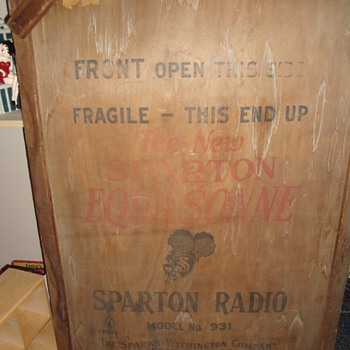 FRONT OPEN THIS SIDE
FRAGILE - THIS END UP
The New
SPARTON
EQUASONNE
SPARTON RADIO
MODEL No 931
THE SPARKS-WITHINGTON COMPANY